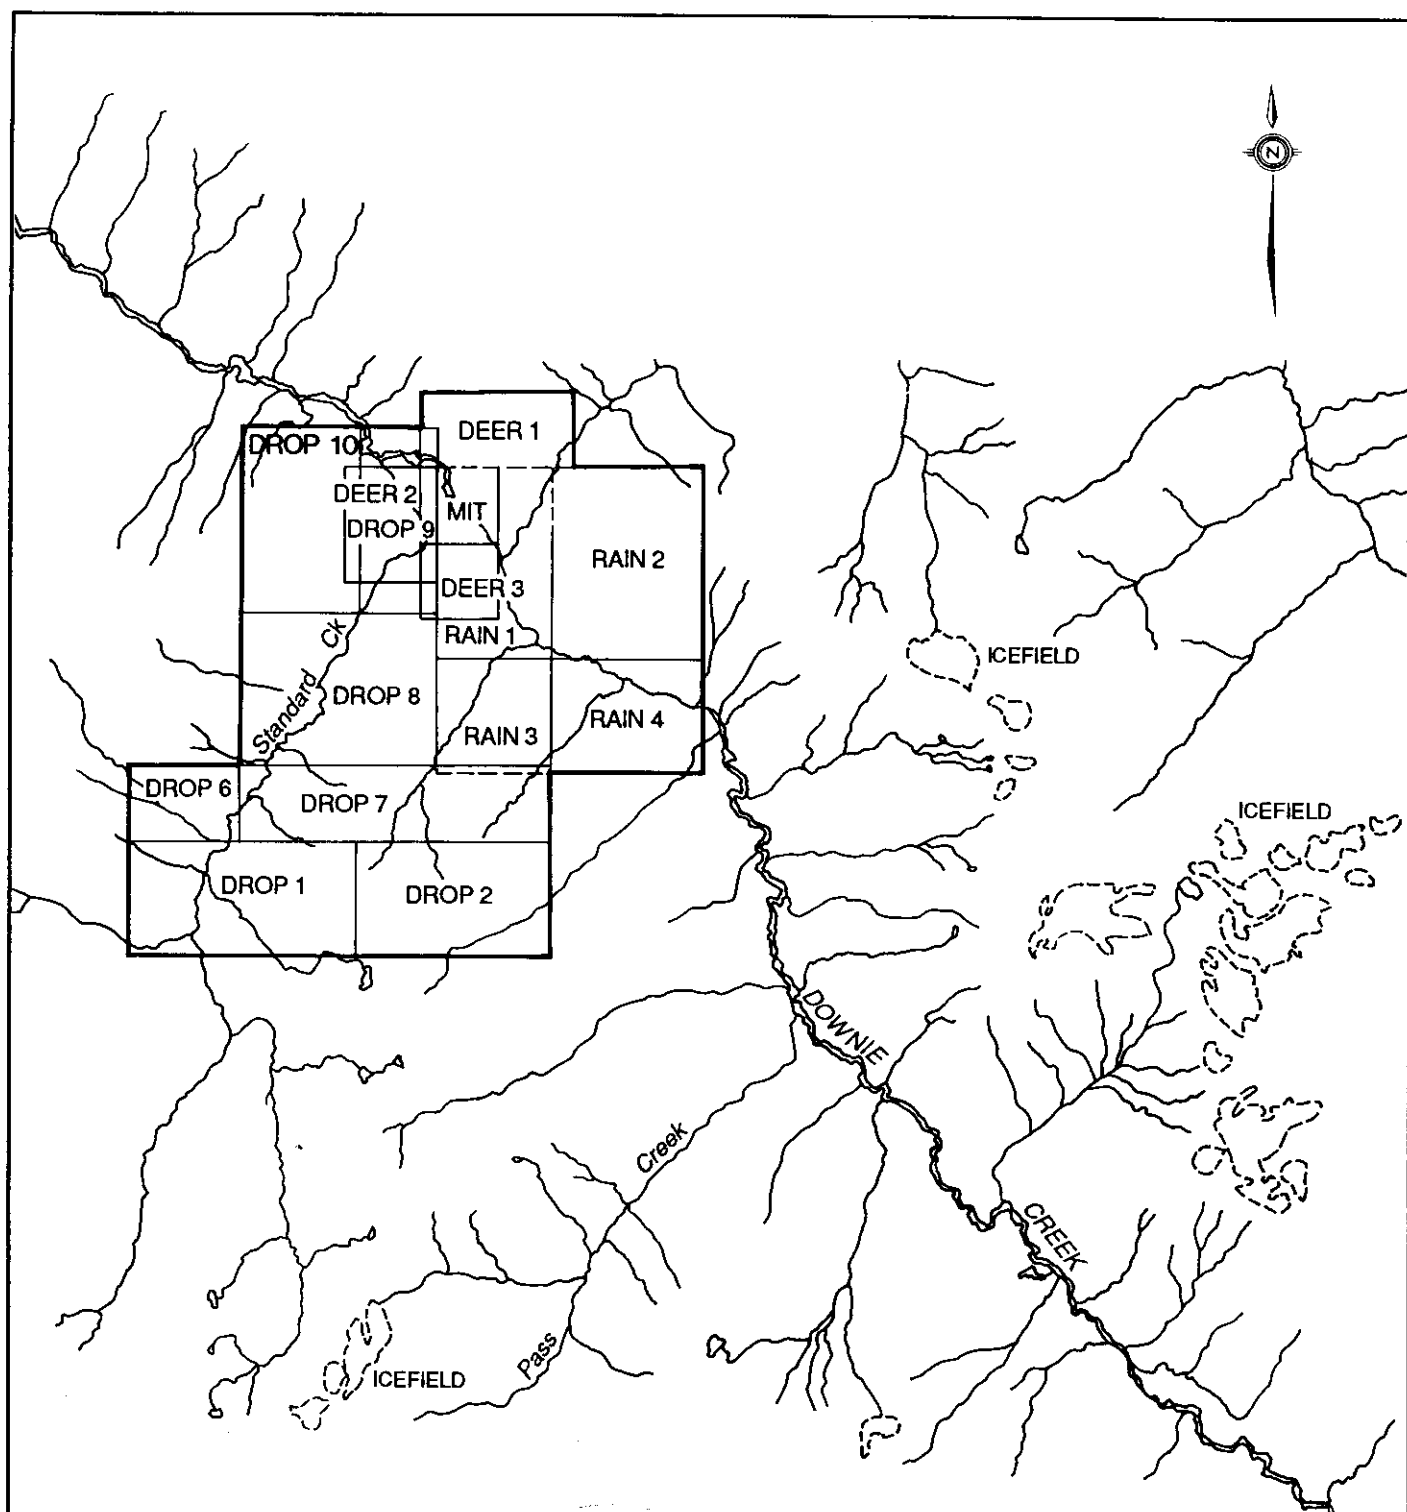 N
DEER 1
DROP 10
DEER 2
MIT
DROP 9
RAIN 2
DEER 3
RAIN 1
Standard Ck
ICEFIELD
DROP 8
RAIN 4
RAIN 3
DROP 6
DROP 7
ICEFIELD
DROP 1
DROP 2
DOWNIE
CREEK
Pass Creek
ICEFIELD